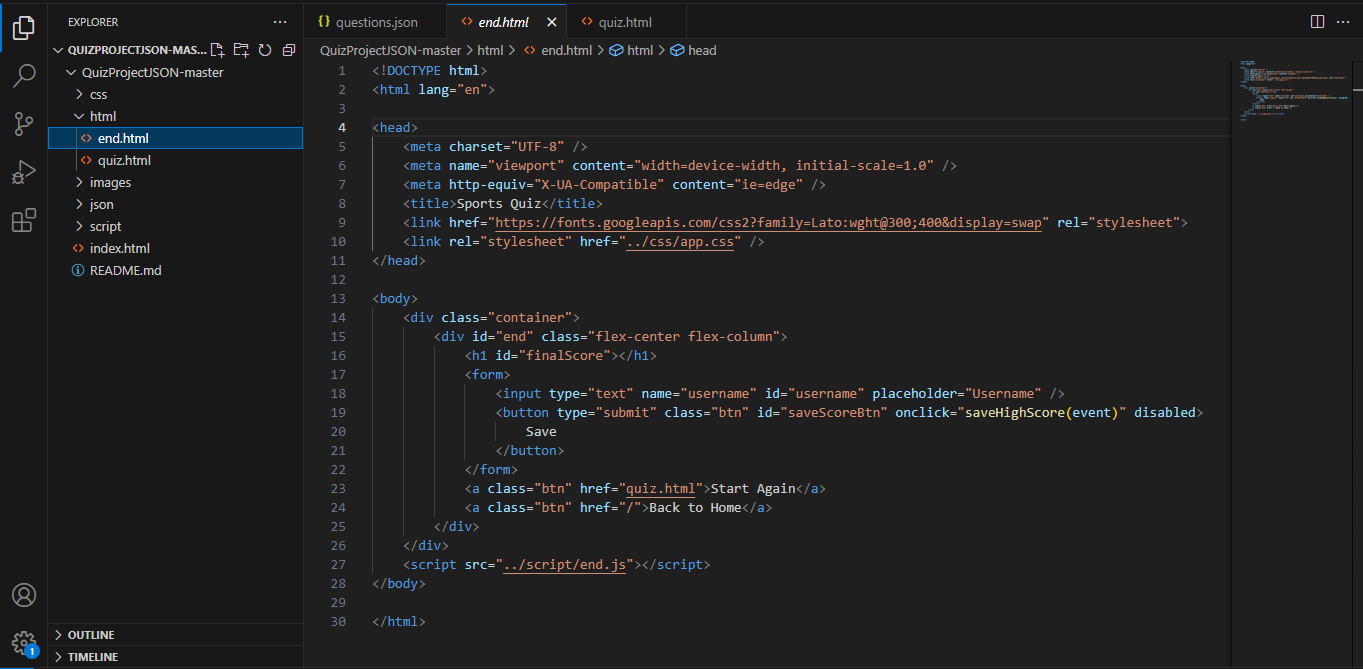 EXPLORER
QUIZPROJECTJSON-MAS...
QuizProjectJSON-master
css
html
end.html
quiz.html
images
json
script
index.html
README.md
OUTLINE
TIMELINE
1
questions.json
end.html
quiz.html
QuizProjectJSON-master > html > end.html > html > head
1 <!DOCTYPE html>
2 <html lang="en">
3
4 <head>
5 <meta charset="UTF-8" />
6 <meta name="viewport" content="width=device-width, initial-scale=1.0" />
7 <meta http-equiv="X-UA-Compatible" content="ie=edge" />
8 <title>Sports Quiz</title>
9 <link href="https://fonts.googleapis.com/css2?family=Lato:wght@300;400&display=swap" rel="stylesheet">
10 <link rel="stylesheet" href="../css/app.css" />
11 </head>
12
13 <body>
14 <div class="container">
15 <div id="end" class="flex-center flex-column">
16 <h1 id="finalScore"></h1>
17 <form>
18 <input type="text" name="username" id="username" placeholder="Username" />
19 <button type="submit" class="btn" id="saveScoreBtn" onclick="saveHighScore(event)" disabled>
20 Save
21 </button>
22 </form>
23 <a class="btn" href="quiz.html">Start Again</a>
24 <a class="btn" href="/">Back to Home</a>
25 </div>
26 </div>
27 <script src="../script/end.js"></script>
28 </body>
29
30 </html>